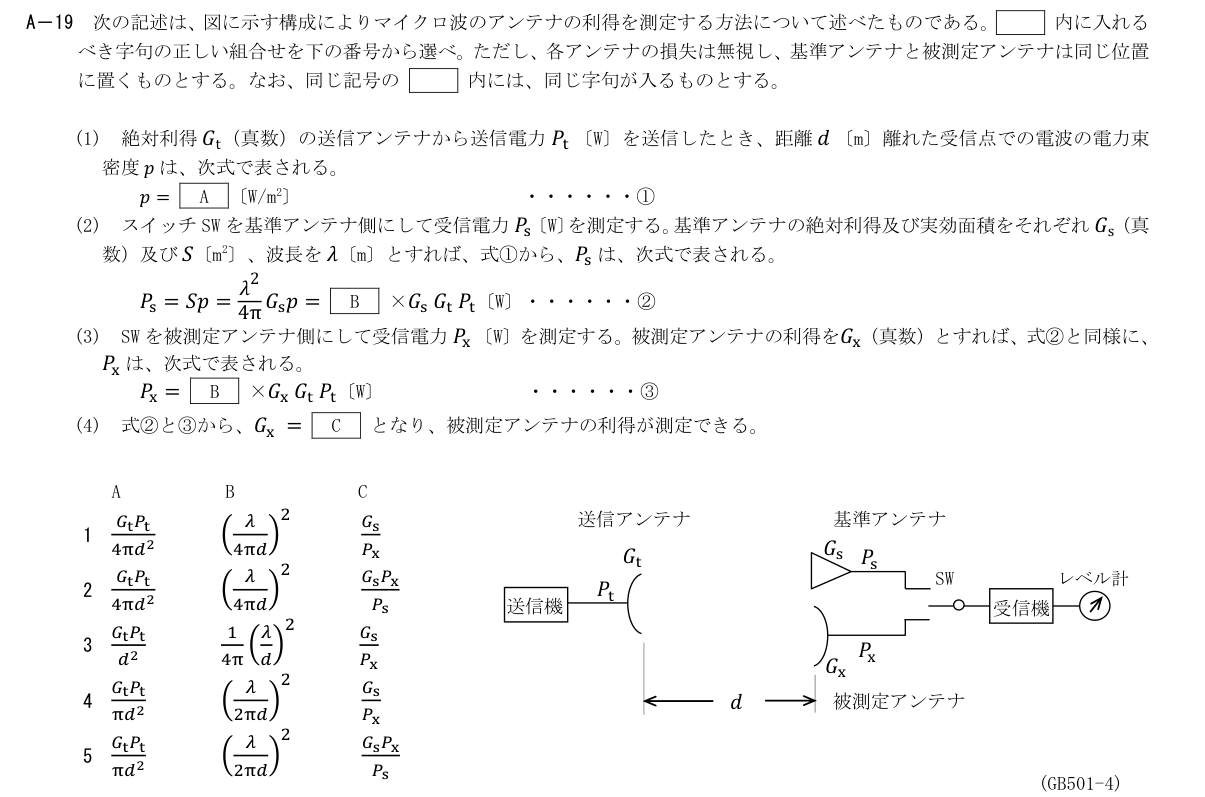 A－19 次の記述は、図に示す構成によりマイクロ波のアンテナの利得を測定する方法について述べたものである。□ 内に入れる
べき字句の正しい組合せを下の番号から選べ。ただし、各アンテナの損失は無視し、基準アンテナと被測定アンテナは同じ位置
に置くものとする。なお、同じ記号の □ 内には、同じ字句が入るものとする。
(1) 絶対利得 Gt（真数）の送信アンテナから送信電力 Pt〔W〕を送信したとき、距離 d〔m〕離れた受信点での電波の電力束
密度 p は、次式で表される。
p = A 〔W/m²〕 ・・・・・・①
(2) スイッチ SW を基準アンテナ側にして受信電力 Ps〔W〕を測定する。基準アンテナの絶対利得及び実効面積をそれぞれ Gs（真
数）及び S〔m²〕、波長を λ〔m〕とすれば、式①から、Ps は、次式で表される。
Ps = Sp = λ²/4π Gsp = B ×Gs Gt Pt〔W〕 ・・・・・・②
(3) SW を被測定アンテナ側にして受信電力 Px〔W〕を測定する。被測定アンテナの利得をGx（真数）とすれば、式②と同様に、
Px は、次式で表される。
Px = B ×Gx Gt Pt〔W〕 ・・・・・・③
(4) 式②と③から、Gx = C となり、被測定アンテナの利得が測定できる。
A B C
1 GtPt/4πd² (λ/4πd)² Gs/Px
2 GtPt/4πd² (λ/4πd)² GsPx/Ps
3 GtPt/d² 1/4π (λ/d)² Gs/Px
4 GtPt/πd² (λ/2πd)² Gs/Px
5 GtPt/πd² (λ/2πd)² GsPx/Ps
送信アンテナ 基準アンテナ
Gt Gs Ps
Pt SW レベル計
送信機 受信機
Px
Gx
d 被測定アンテナ
(GB501-4)